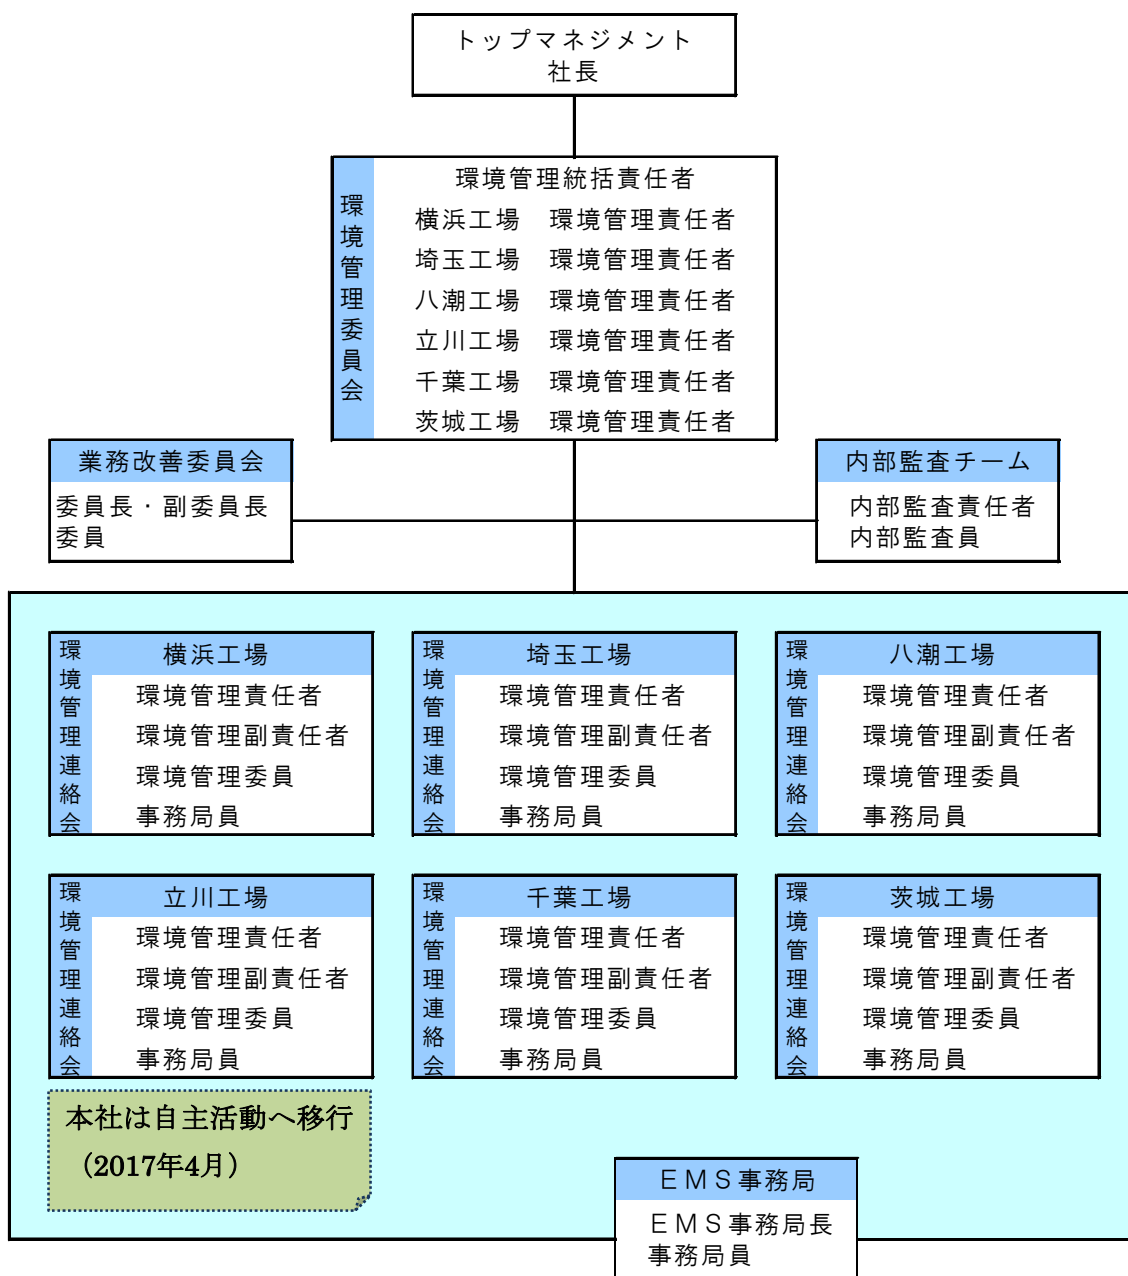 トップマネジメント
社長
環境管理委員会
環境管理統括責任者
横浜工場　環境管理責任者
埼玉工場　環境管理責任者
八潮工場　環境管理責任者
立川工場　環境管理責任者
千葉工場　環境管理責任者
茨城工場　環境管理責任者
業務改善委員会
委員長・副委員長
委員
内部監査チーム
内部監査責任者
内部監査員
環境管理連絡会
横浜工場
環境管理責任者
環境管理副責任者
環境管理委員
事務局員
環境管理連絡会
埼玉工場
環境管理責任者
環境管理副責任者
環境管理委員
事務局員
環境管理連絡会
八潮工場
環境管理責任者
環境管理副責任者
環境管理委員
事務局員
環境管理連絡会
立川工場
環境管理責任者
環境管理副責任者
環境管理委員
事務局員
環境管理連絡会
千葉工場
環境管理責任者
環境管理副責任者
環境管理委員
事務局員
環境管理連絡会
茨城工場
環境管理責任者
環境管理副責任者
環境管理委員
事務局員
本社は自主活動へ移行
（2017年4月）
ＥＭＳ事務局
ＥＭＳ事務局長
事務局員